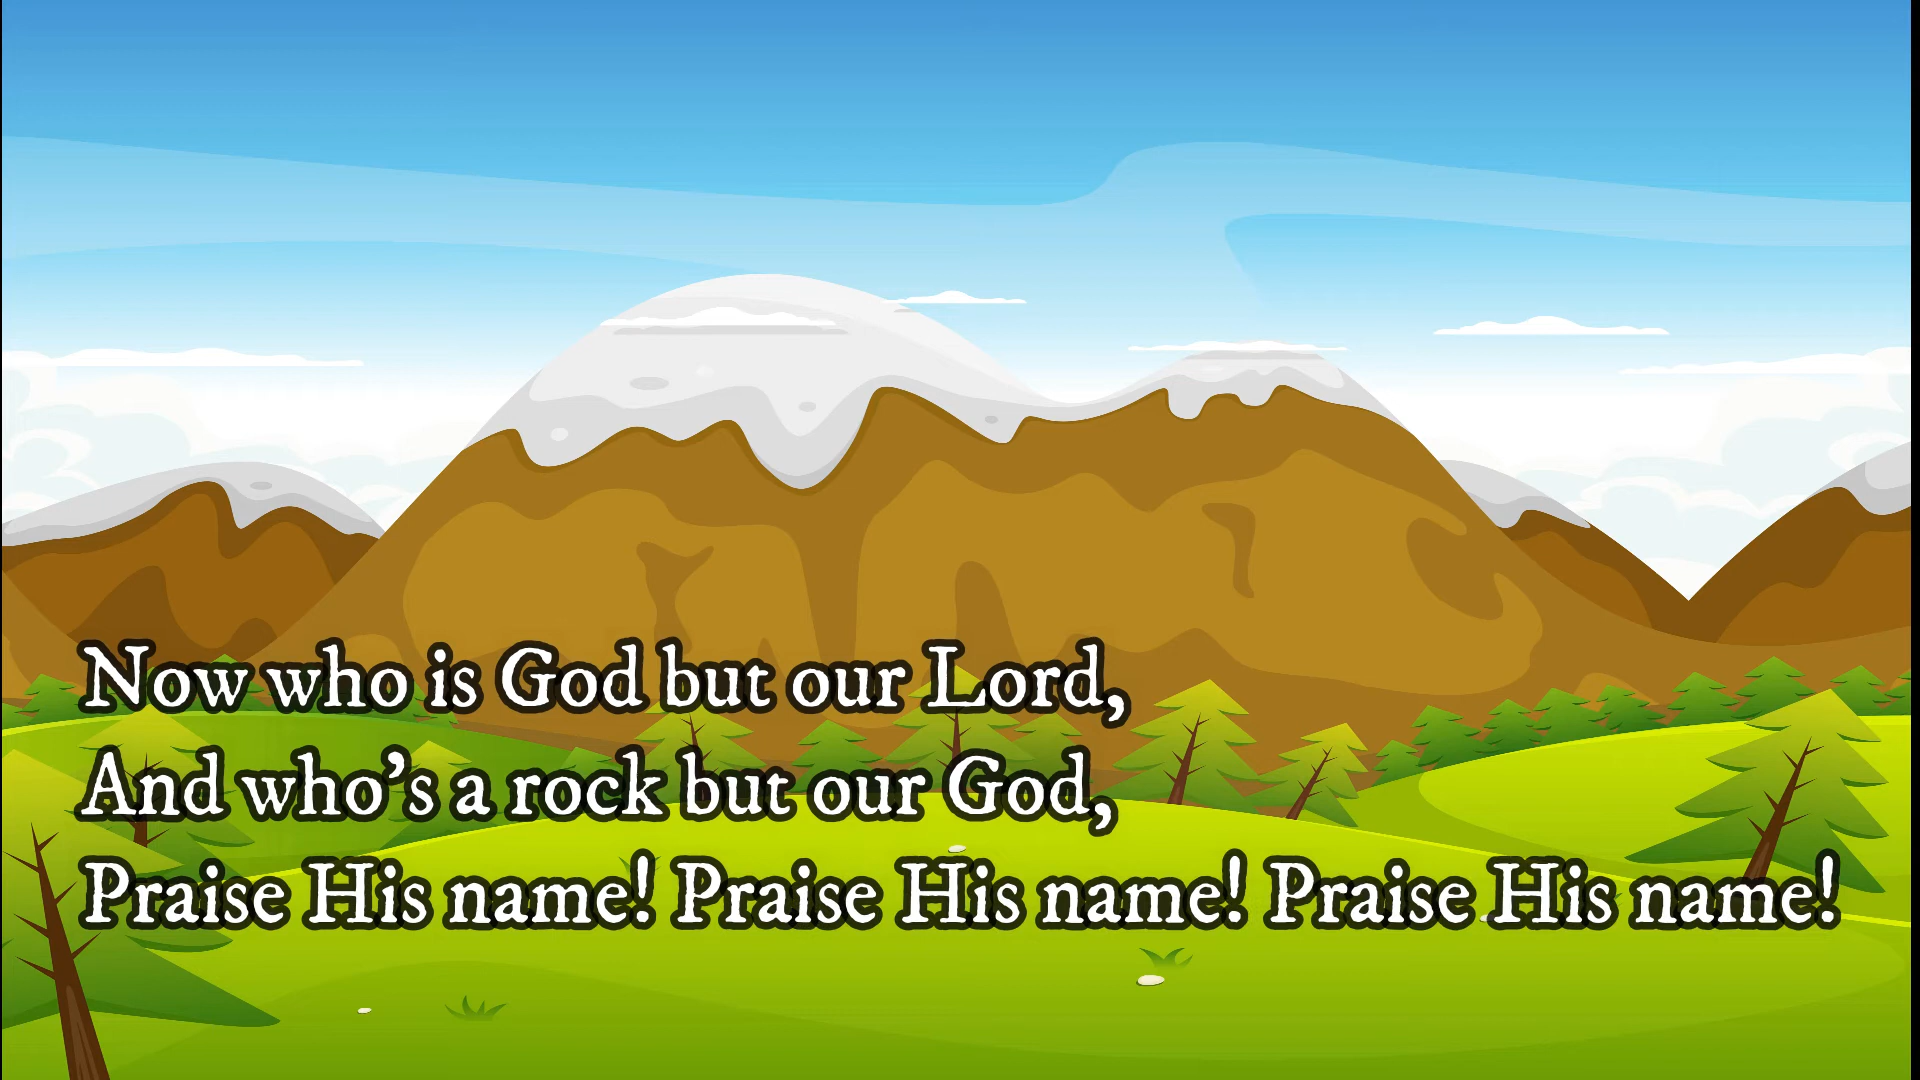 Now who is God but our Lord,
And who’s a rock but our God,
Praise His name! Praise His name! Praise His name!